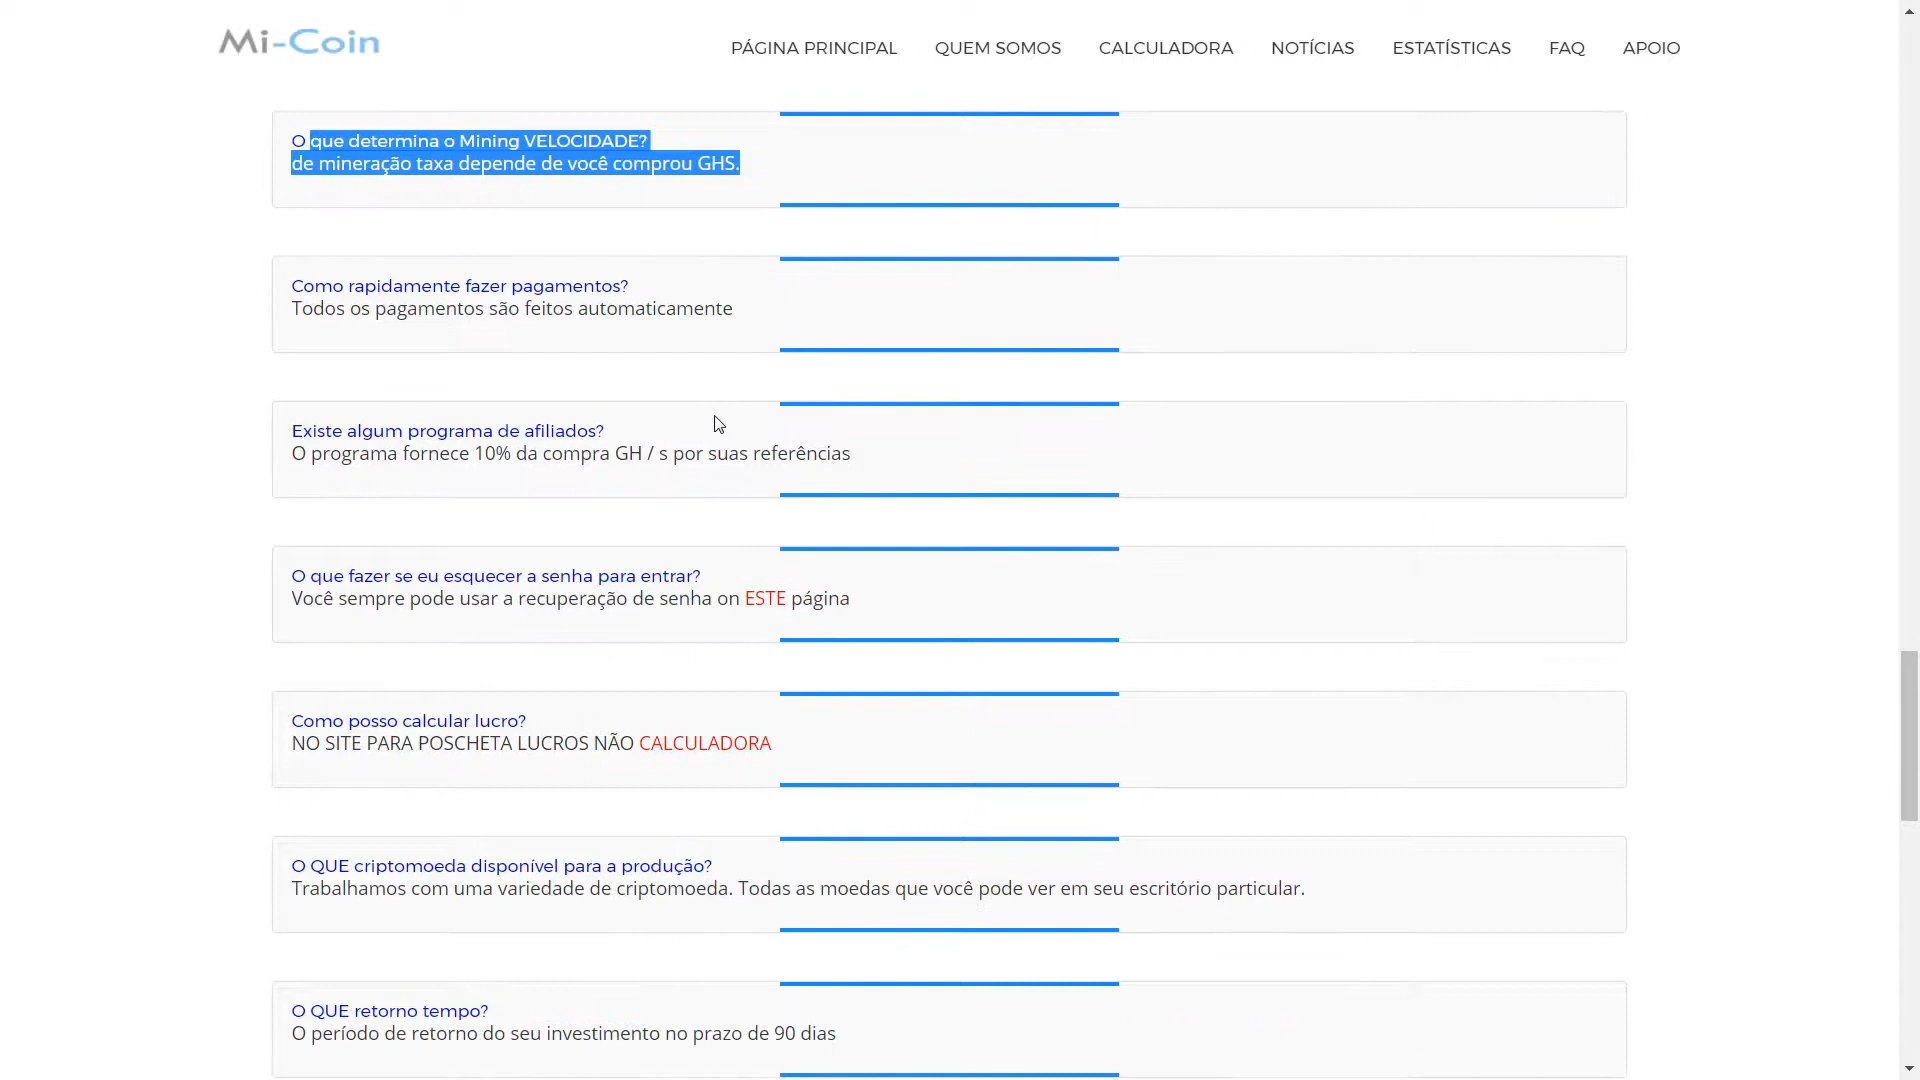 Mi-Coin
PÁGINA PRINCIPAL QUEM SOMOS CALCULADORA NOTÍCIAS ESTATÍSTICAS FAQ APOIO
O que determina o Mining VELOCIDADE?
de mineração taxa depende de você comprou GHS.
Como rapidamente fazer pagamentos?
Todos os pagamentos são feitos automaticamente
Existe algum programa de afiliados?
O programa fornece 10% da compra GH / s por suas referências
O que fazer se eu esquecer a senha para entrar?
Você sempre pode usar a recuperação de senha on ESTE página
Como posso calcular lucro?
NO SITE PARA POSCHETA LUCROS NÃO CALCULADORA
O QUE criptomoeda disponível para a produção?
Trabalhamos com uma variedade de criptomoeda. Todas as moedas que você pode ver em seu escritório particular.
O QUE retorno tempo?
O período de retorno do seu investimento no prazo de 90 dias